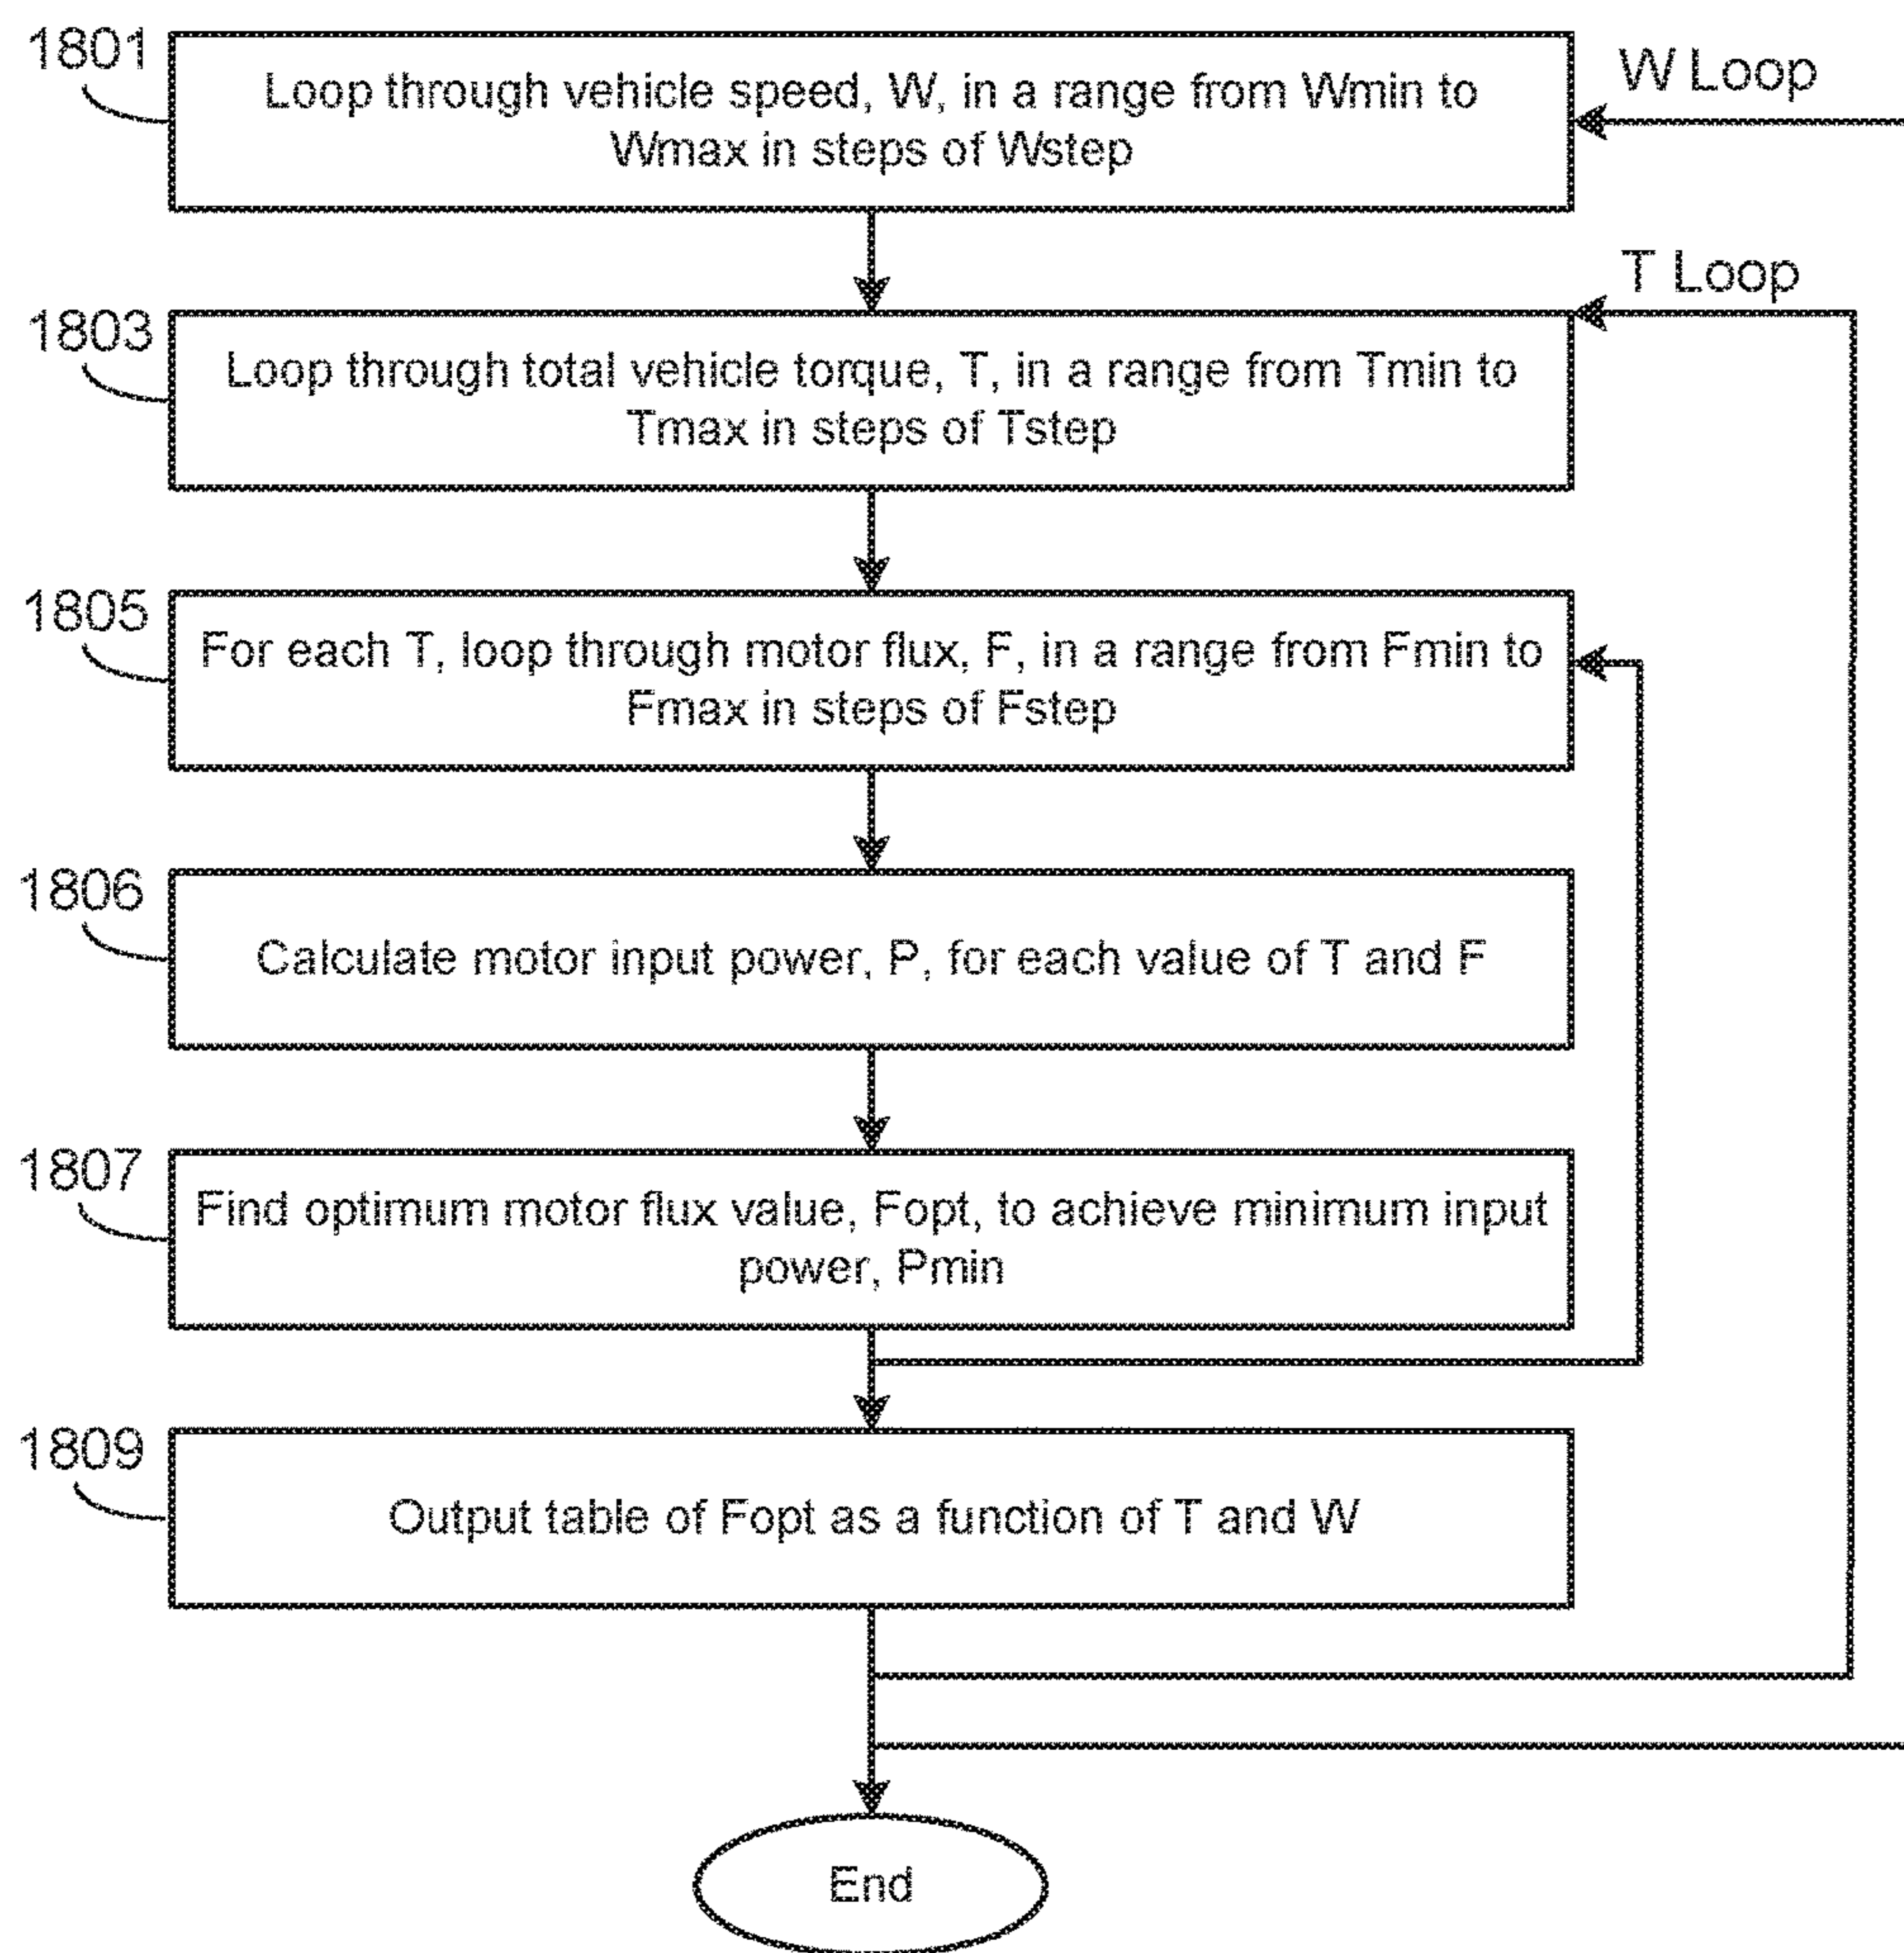 1801
Loop through vehicle speed, W, in a range from Wmin to
Wmax in steps of Wstep
W Loop
T Loop
1803
Loop through total vehicle torque, T, in a range from Tmin to
Tmax in steps of Tstep
1805
For each T, loop through motor flux, F, in a range from Fmin to
Fmax in steps of Fstep
1806
Calculate motor input power, P, for each value of T and F
1807
Find optimum motor flux value, Fopt, to achieve minimum input
power, Pmin
1809
Output table of Fopt as a function of T and W
End